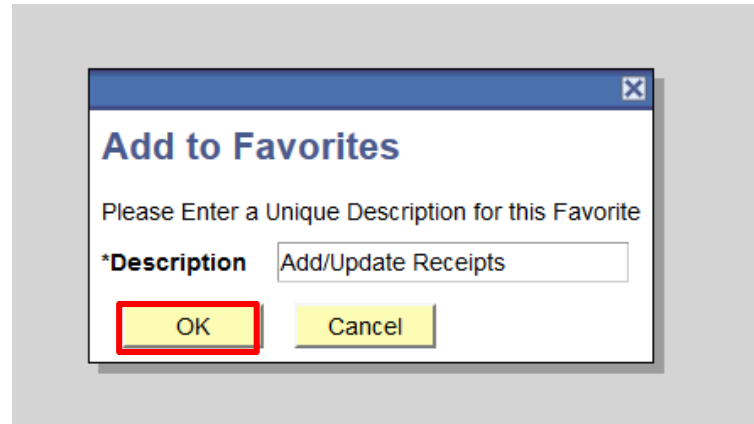 Add to Favorites
Please Enter a Unique Description for this Favorite
*Description Add/Update Receipts
OK Cancel